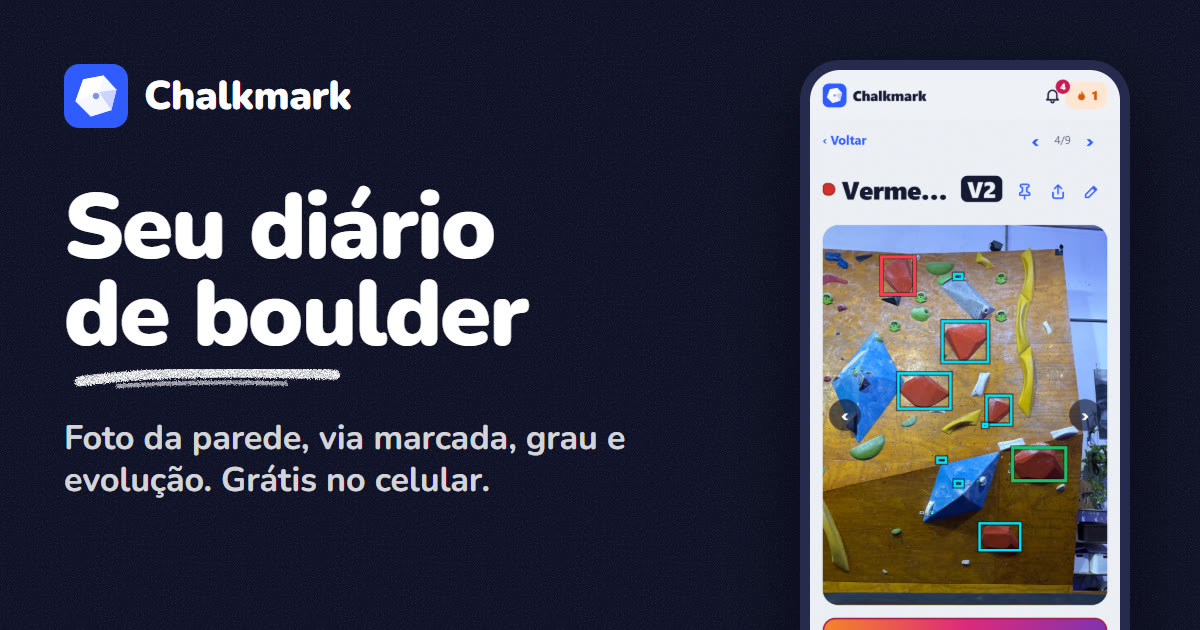 Chalkmark
Seu diário
de boulder
Foto da parede, via marcada, grau e
evolução. Grátis no celular.
Chalkmark
4
1
‹ Voltar
‹ 4/9 ›
Verme... V2
‹ ›